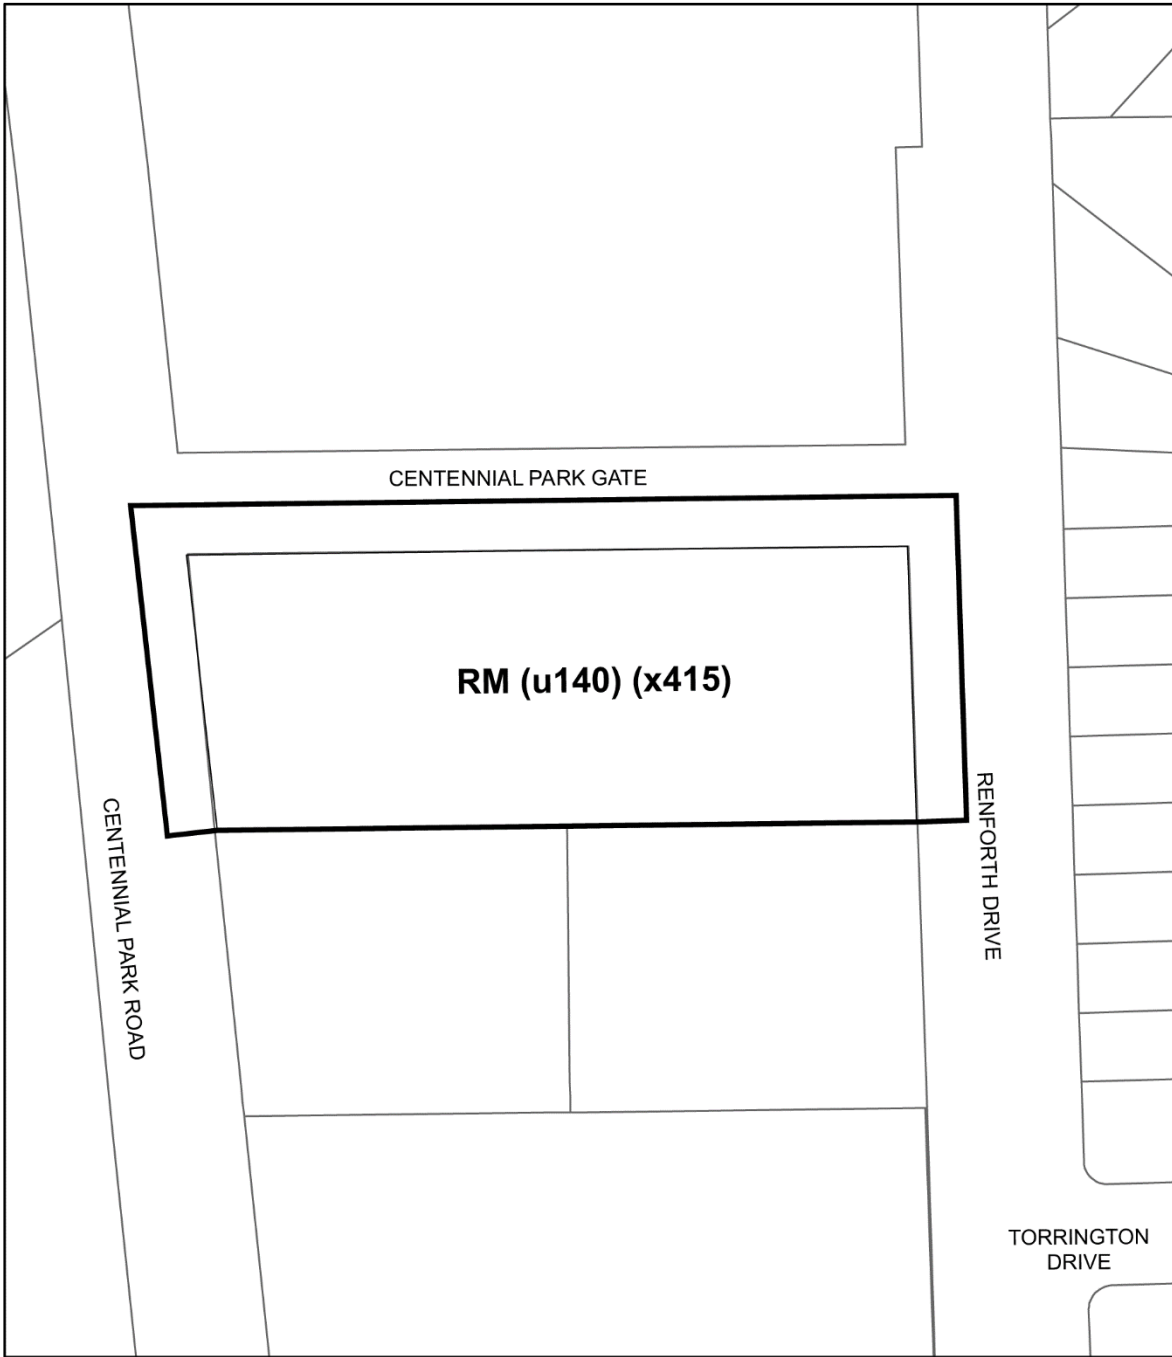 CENTENNIAL PARK GATE
RM (u140) (x415)
CENTENNIAL PARK ROAD
RENFORTH DRIVE
TORRINGTON
DRIVE